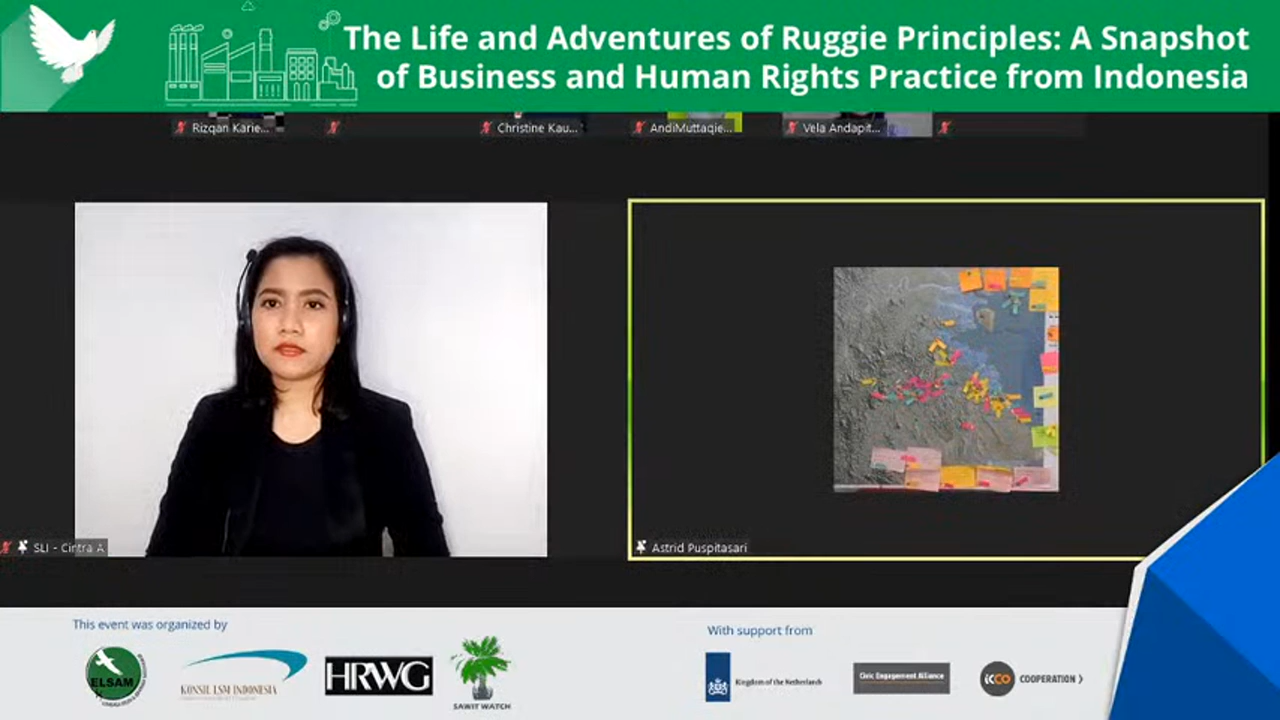 The Life and Adventures of Ruggie Principles: A Snapshot
of Business and Human Rights Practice from Indonesia
Rizqan Karie...
Christine Kau...
AndiMuttaqie...
Vela Andapit...
SLI - Cintra A
Astrid Puspitasari
This event was organized by
With support from
ELSAM
KONSIL LSM INDONESIA
HRWG
SAWIT WATCH
Kingdom of the Netherlands
Civic Engagement Alliance
icco COOPERATION